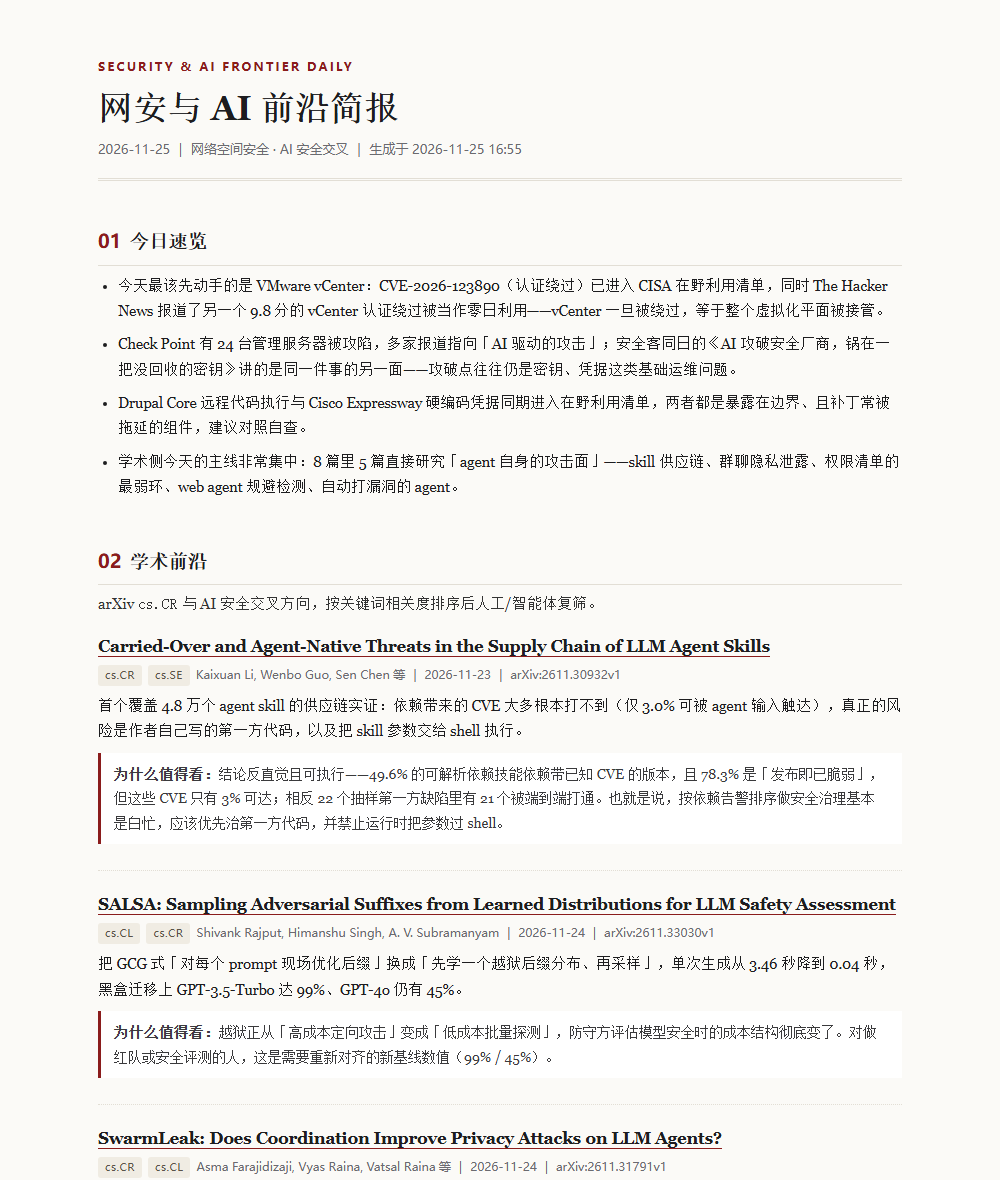 SECURITY & AI FRONTIER DAILY
网安与 AI 前沿简报
2026-11-25 | 网络空间安全 · AI 安全交叉 | 生成于 2026-11-25 16:55
01 今日速览
• 今天最该先动手的是 VMware vCenter：CVE-2026-123890（认证绕过）已进入 CISA 在野利用清单，同时 The Hacker
News 报道了另一个 9.8 分的 vCenter 认证绕过被当作零日利用——vCenter 一旦被绕过，等于整个虚拟化平面被接管。
• Check Point 有 24 台管理服务器被攻陷，多家报道指向「AI 驱动的攻击」；安全客同日的《AI 攻破安全厂商，锅在一
把没回收的密钥》讲的是同一件事的另一面——攻破点往往仍是密钥、凭据这类基础运维问题。
• Drupal Core 远程代码执行与 Cisco Expressway 硬编码凭据同期进入在野利用清单，两者都是暴露在边界、且补丁常被
拖延的组件，建议对照自查。
• 学术侧今天的主线非常集中：8 篇里 5 篇直接研究「agent 自身的攻击面」——skill 供应链、群聊隐私泄露、权限清单的
最弱环、web agent 规避检测、自动打漏洞的 agent。
02 学术前沿
arXiv cs.CR 与 AI 安全交叉方向，按关键词相关度排序后人工/智能体复筛。
Carried-Over and Agent-Native Threats in the Supply Chain of LLM Agent Skills
cs.CR cs.SE Kaixuan Li, Wenbo Guo, Sen Chen 等 | 2026-11-23 | arXiv:2611.30932v1
首个覆盖 4.8 万个 agent skill 的供应链实证：依赖带来的 CVE 大多根本打不到（仅 3.0% 可被 agent 输入触达），真正的风
险是作者自己写的第一方代码，以及把 skill 参数交给 shell 执行。
为什么值得看：结论反直觉且可执行——49.6% 的可解析依赖技能依赖带已知 CVE 的版本，且 78.3% 是「发布即已脆弱」，
但这些 CVE 只有 3% 可达；相反 22 个抽样第一方缺陷里有 21 个被端到端打通。也就是说，按依赖告警排序做安全治理基本
是白忙，应该优先治第一方代码，并禁止运行时把参数过 shell。
SALSA: Sampling Adversarial Suffixes from Learned Distributions for LLM Safety Assessment
cs.CL cs.CR Shivank Rajput, Himanshu Singh, A. V. Subramanyam | 2026-11-24 | arXiv:2611.33030v1
把 GCG 式「对每个 prompt 现场优化后缀」换成「先学一个越狱后缀分布、再采样」，单次生成从 3.46 秒降到 0.04 秒，
黑盒迁移上 GPT-3.5-Turbo 达 99%、GPT-4o 仍有 45%。
为什么值得看：越狱正从「高成本定向攻击」变成「低成本批量探测」，防守方评估模型安全时的成本结构彻底变了。对做
红队或安全评测的人，这是需要重新对齐的新基线数值（99% / 45%）。
SwarmLeak: Does Coordination Improve Privacy Attacks on LLM Agents?
cs.CR cs.CL Asma Farajidizaji, Vyas Raina, Vatsal Raina 等 | 2026-11-24 | arXiv:2611.31791v1